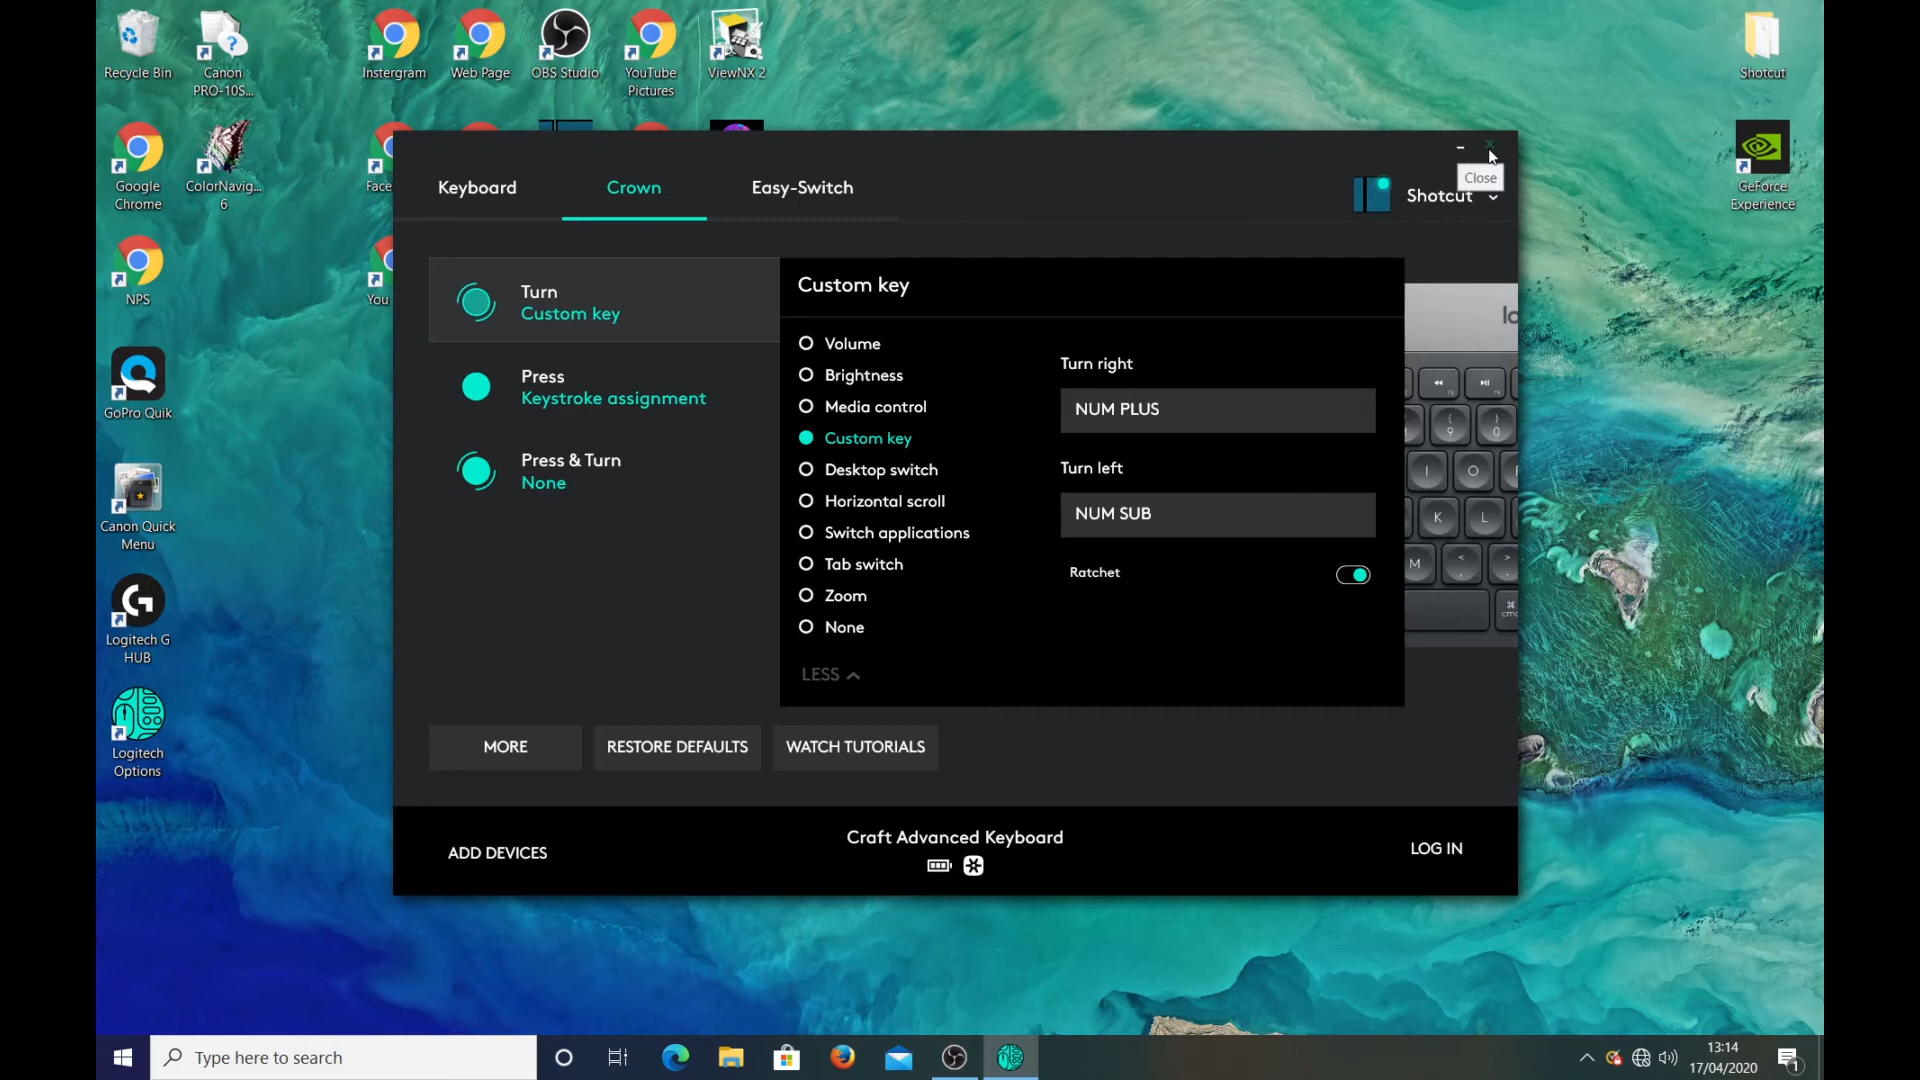 Recycle Bin
Canon
PRO-10S...
Instergram
Web Page
OBS Studio
YouTube
Pictures
ViewNX 2
Shotcut
Google
Chrome
ColorNavig...
6
Face
GeForce
Experience
NPS
You
GoPro Quik
Canon Quick
Menu
Logitech G
HUB
Logitech
Options
Keyboard
Crown
Easy-Switch
Close
Shotcut
Turn
Custom key
Press
Keystroke assignment
Press & Turn
None
Custom key
Volume
Brightness
Media control
Custom key
Desktop switch
Horizontal scroll
Switch applications
Tab switch
Zoom
None
LESS
Turn right
NUM PLUS
Turn left
NUM SUB
Ratchet
lo
9 0
I O
K L
M < >
MORE
RESTORE DEFAULTS
WATCH TUTORIALS
ADD DEVICES
Craft Advanced Keyboard
LOG IN
Type here to search
13:14
17/04/2020
1